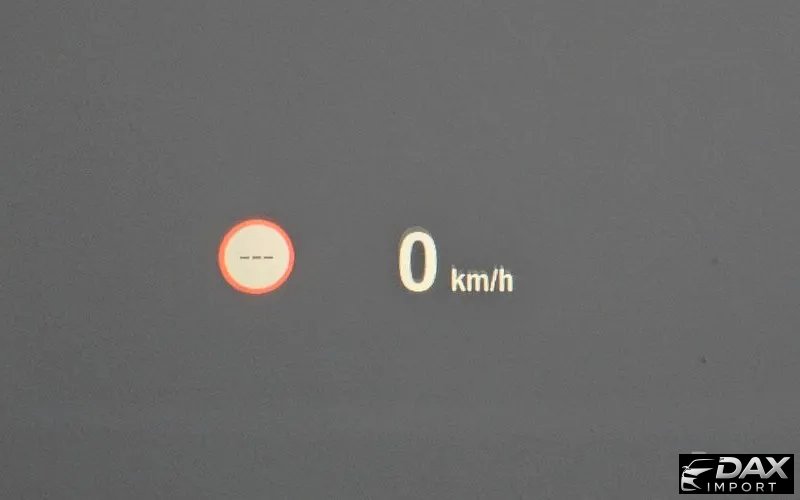 --- 0 km/h
DAX
IMPORT